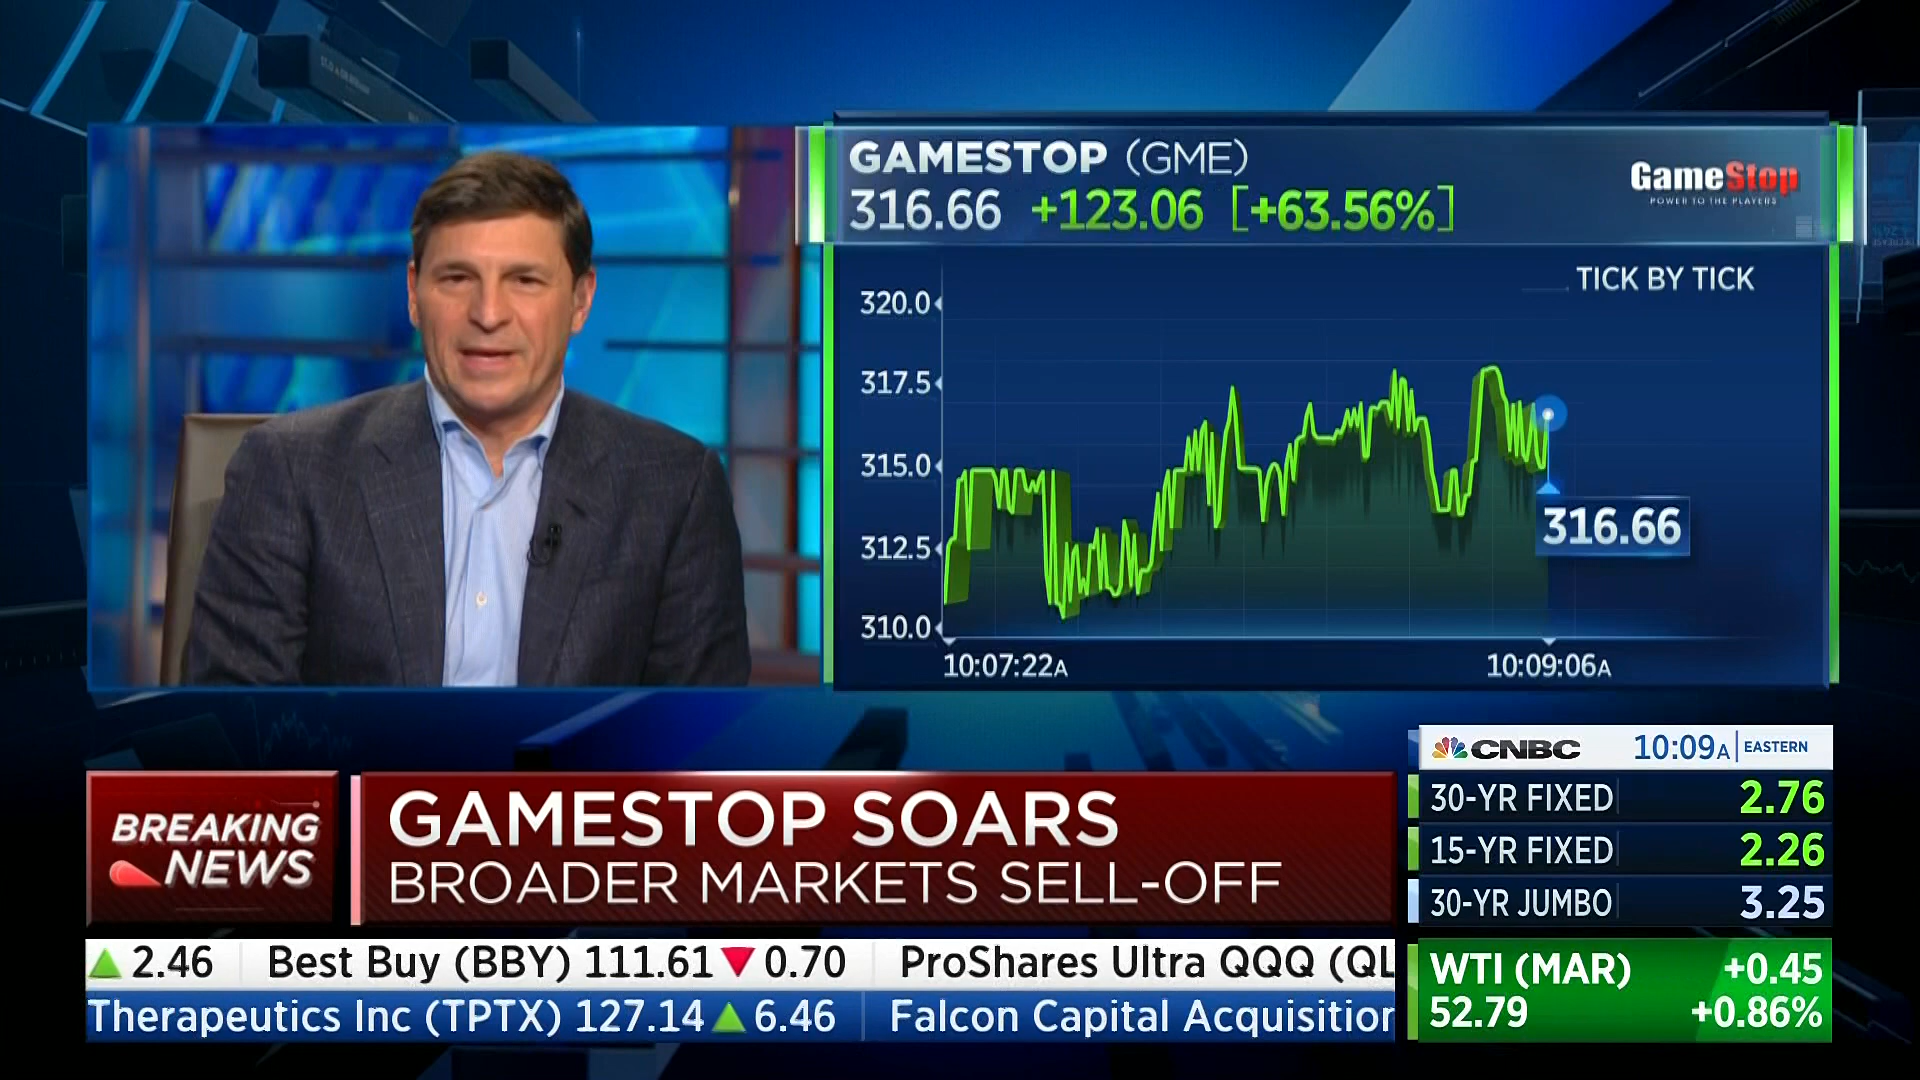 GAMESTOP (GME)
316.66 +123.06 [+63.56%]
GameStop
POWER TO THE PLAYERS
TICK BY TICK
320.0
317.5
315.0
312.5
310.0
316.66
10:07:22A
10:09:06A
CNBC 10:09A EASTERN
30-YR FIXED 2.76
15-YR FIXED 2.26
30-YR JUMBO 3.25
BREAKING
NEWS
GAMESTOP SOARS
BROADER MARKETS SELL-OFF
▲ 2.46 Best Buy (BBY) 111.61 ▼ 0.70 ProShares Ultra QQQ (QL
Therapeutics Inc (TPTX) 127.14 ▲ 6.46 Falcon Capital Acquisition
WTI (MAR) +0.45
52.79 +0.86%